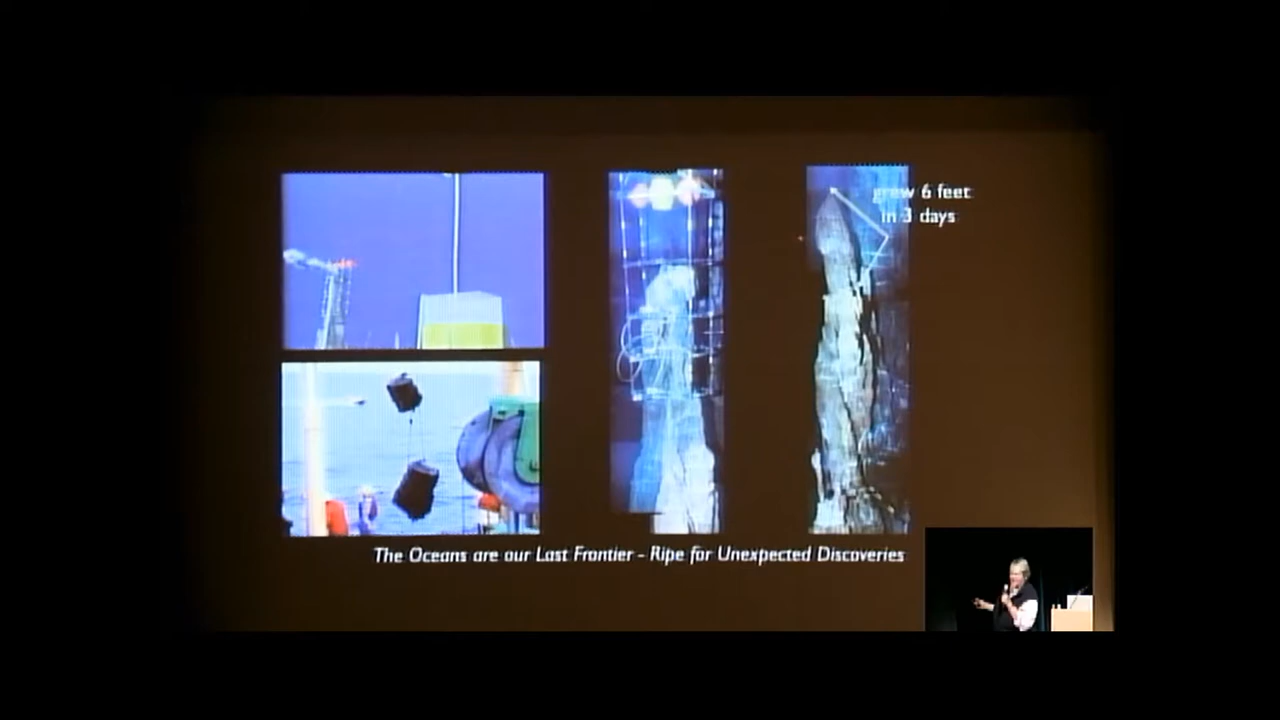 grew 6 feet
in 3 days
The Oceans are our Last Frontier - Ripe for Unexpected Discoveries